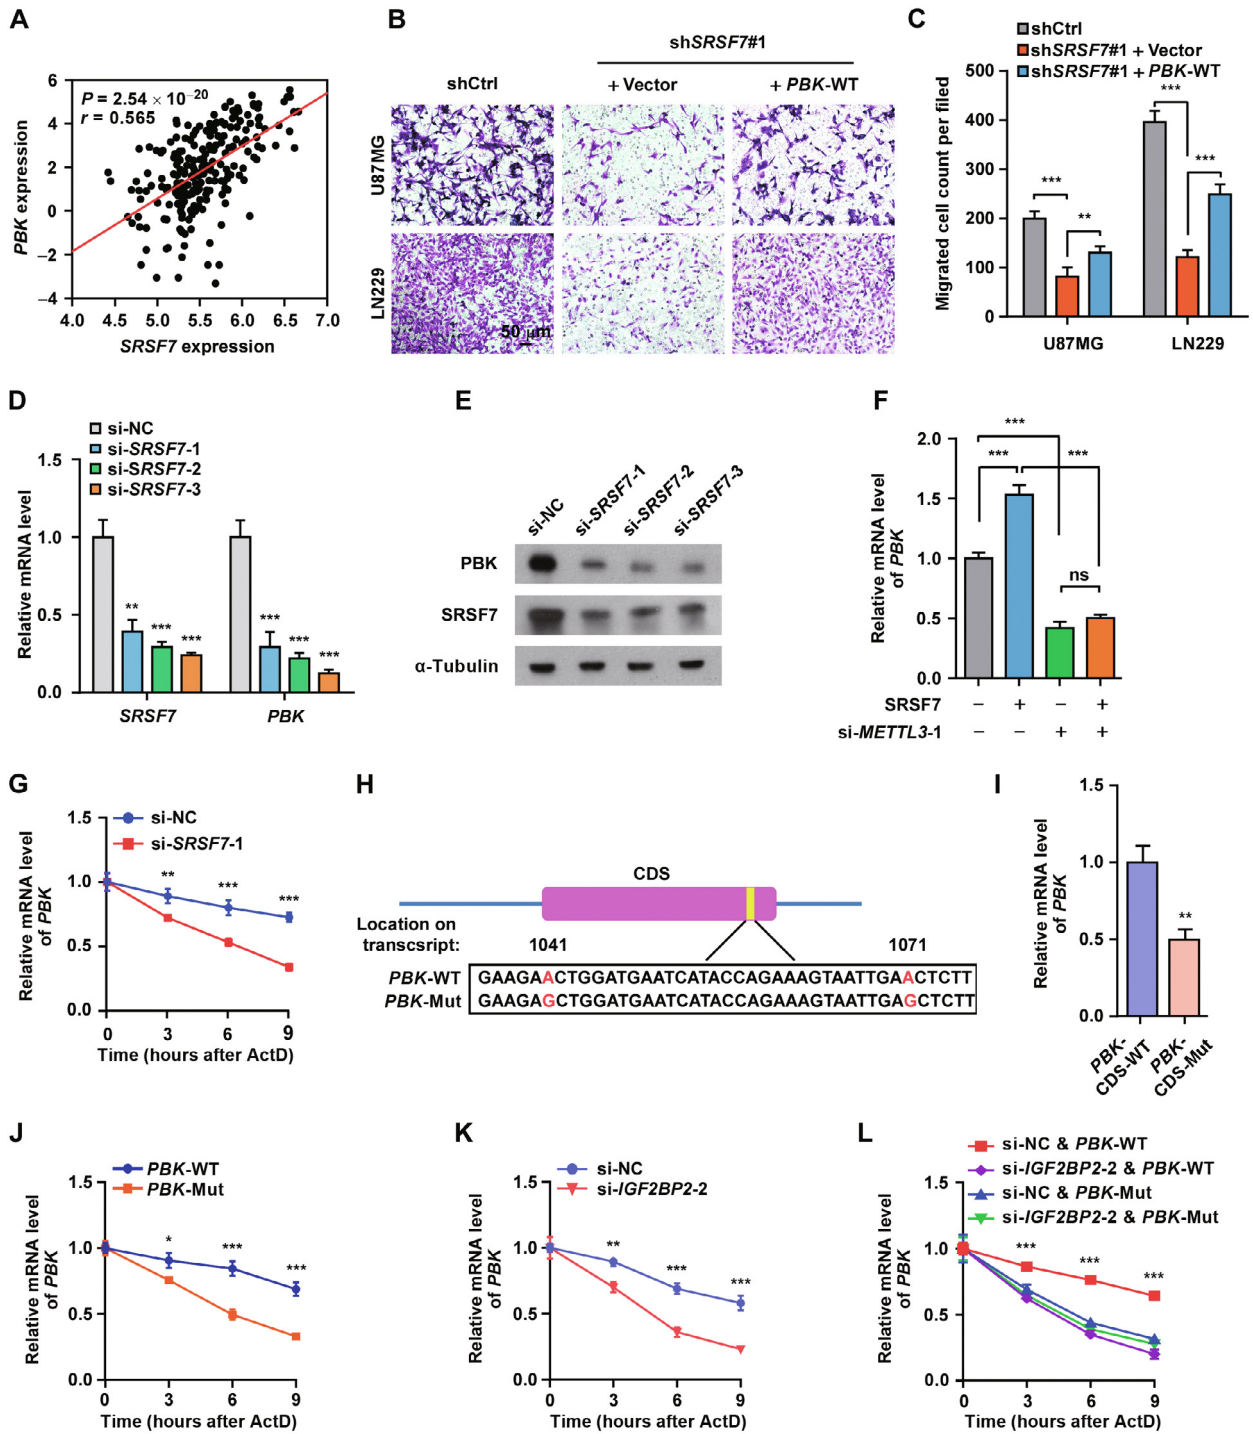 A
6
4
2
0
−2
−4
PBK expression
P = 2.54 × 10⁻²⁰
r = 0.565
4.0 4.5 5.0 5.5 6.0 6.5 7.0
SRSF7 expression
B
shSRSF7#1
shCtrl + Vector + PBK-WT
U87MG
LN229
50 μm
C
shCtrl
shSRSF7#1 + Vector
shSRSF7#1 + PBK-WT
Migrated cell count per filed
500
400
300
200
100
0
*** ** *** ***
U87MG LN229
D
si-NC
si-SRSF7-1
si-SRSF7-2
si-SRSF7-3
Relative mRNA level
1.5
1.0
0.5
0.0
** *** *** *** *** ***
SRSF7 PBK
E
si-NC si-SRSF7-1 si-SRSF7-2 si-SRSF7-3
PBK
SRSF7
α-Tubulin
F
Relative mRNA level
of PBK
2.0
1.5
1.0
0.5
0.0
***
*** ***
ns
SRSF7 − + − +
si-METTL3-1 − − + +
G
si-NC
si-SRSF7-1
Relative mRNA level
of PBK
1.5
1.0
0.5
0.0
** *** ***
0 3 6 9
Time (hours after ActD)
H
CDS
Location on
transcsript:
1041 1071
PBK-WT GAAGAACTGGATGAATCATACCAGAAAGTAATTGAACTCTT
PBK-Mut GAAGAGCTGGATGAATCATACCAGAAAGTAATTGAGCTCTT
I
Relative mRNA level
of PBK
1.5
1.0
0.5
0.0
**
PBK-
CDS-WT
PBK-
CDS-Mut
J
PBK-WT
PBK-Mut
Relative mRNA level
of PBK
1.5
1.0
0.5
0.0
* *** ***
0 3 6 9
Time (hours after ActD)
K
si-NC
si-IGF2BP2-2
Relative mRNA level
of PBK
1.5
1.0
0.5
0.0
** *** ***
0 3 6 9
Time (hours after ActD)
L
si-NC & PBK-WT
si-IGF2BP2-2 & PBK-WT
si-NC & PBK-Mut
si-IGF2BP2-2 & PBK-Mut
Relative mRNA level
of PBK
1.5
1.0
0.5
0.0
*** *** ***
0 3 6 9
Time (hours after ActD)